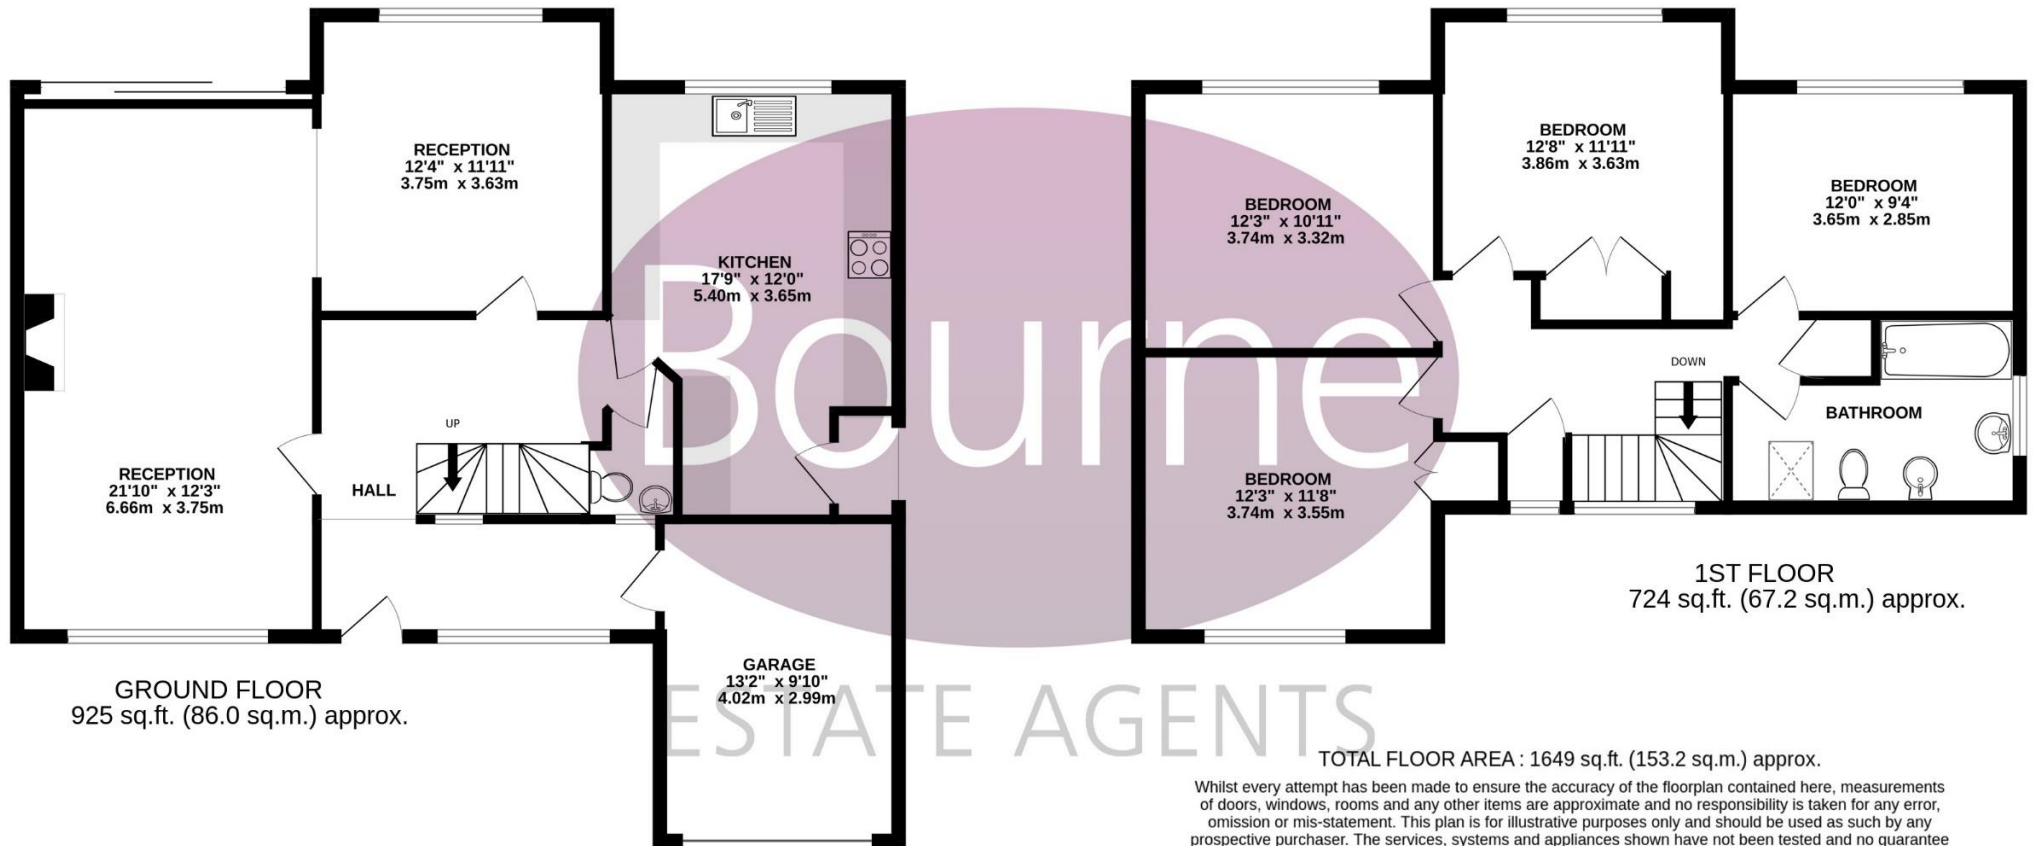 RECEPTION
12'4" x 11'11"
3.75m x 3.63m
KITCHEN
17'9" x 12'0"
5.40m x 3.65m
UP
RECEPTION
21'10" x 12'3"
6.66m x 3.75m
HALL
GARAGE
13'2" x 9'10"
4.02m x 2.99m
GROUND FLOOR
925 sq.ft. (86.0 sq.m.) approx.
BEDROOM
12'8" x 11'11"
3.86m x 3.63m
BEDROOM
12'3" x 10'11"
3.74m x 3.32m
BEDROOM
12'0" x 9'4"
3.65m x 2.85m
DOWN
BATHROOM
BEDROOM
12'3" x 11'8"
3.74m x 3.55m
1ST FLOOR
724 sq.ft. (67.2 sq.m.) approx.
Bourne
ESTATE AGENTS
TOTAL FLOOR AREA : 1649 sq.ft. (153.2 sq.m.) approx.
Whilst every attempt has been made to ensure the accuracy of the floorplan contained here, measurements
of doors, windows, rooms and any other items are approximate and no responsibility is taken for any error,
omission or mis-statement. This plan is for illustrative purposes only and should be used as such by any
prospective purchaser. The services, systems and appliances shown have not been tested and no guarantee